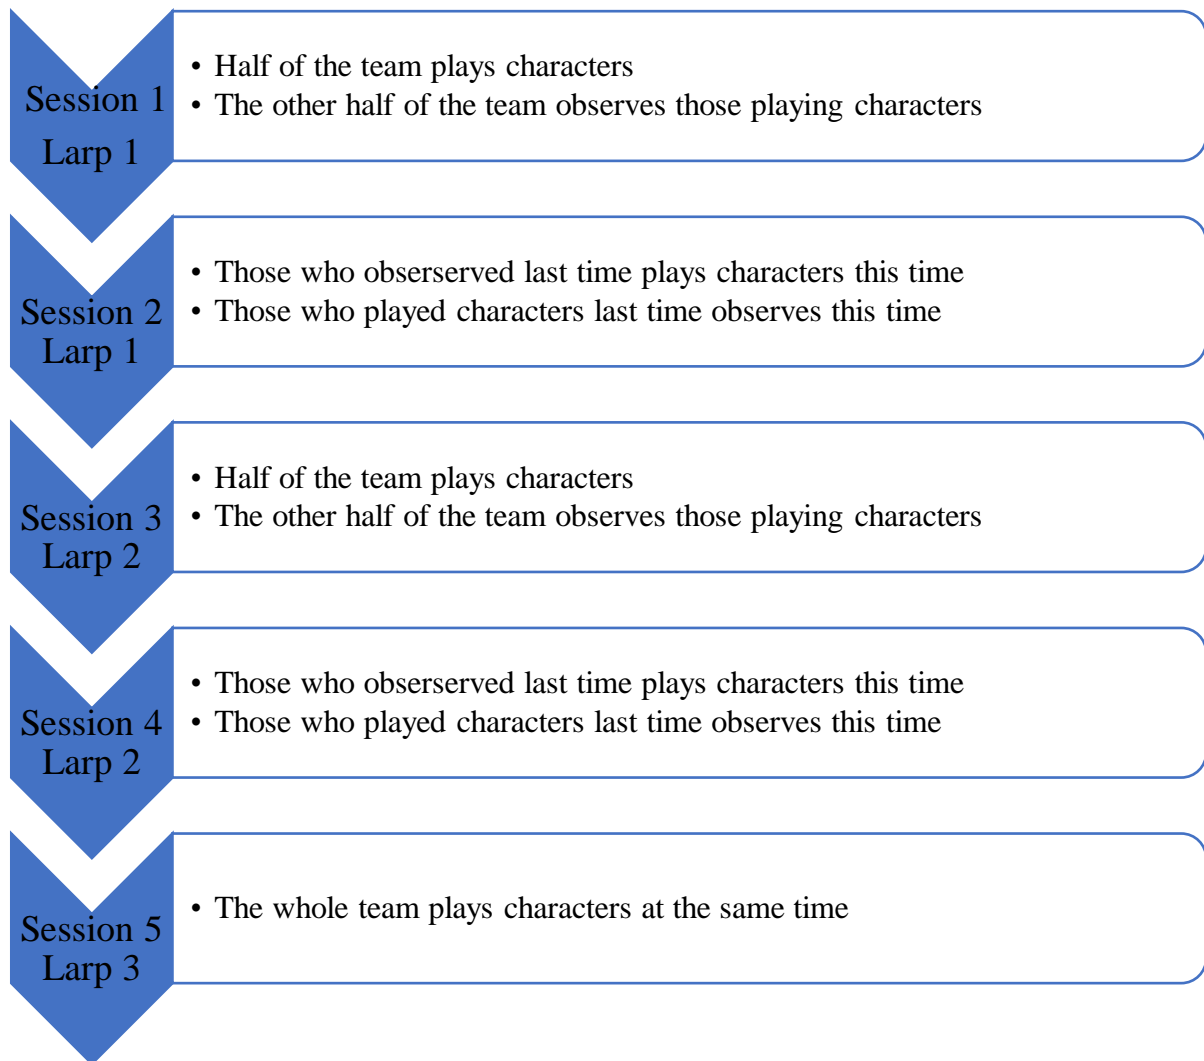 Session 1
Larp 1
• Half of the team plays characters
• The other half of the team observes those playing characters
Session 2
Larp 1
• Those who obserserved last time plays characters this time
• Those who played characters last time observes this time
Session 3
Larp 2
• Half of the team plays characters
• The other half of the team observes those playing characters
Session 4
Larp 2
• Those who obserserved last time plays characters this time
• Those who played characters last time observes this time
Session 5
Larp 3
• The whole team plays characters at the same time